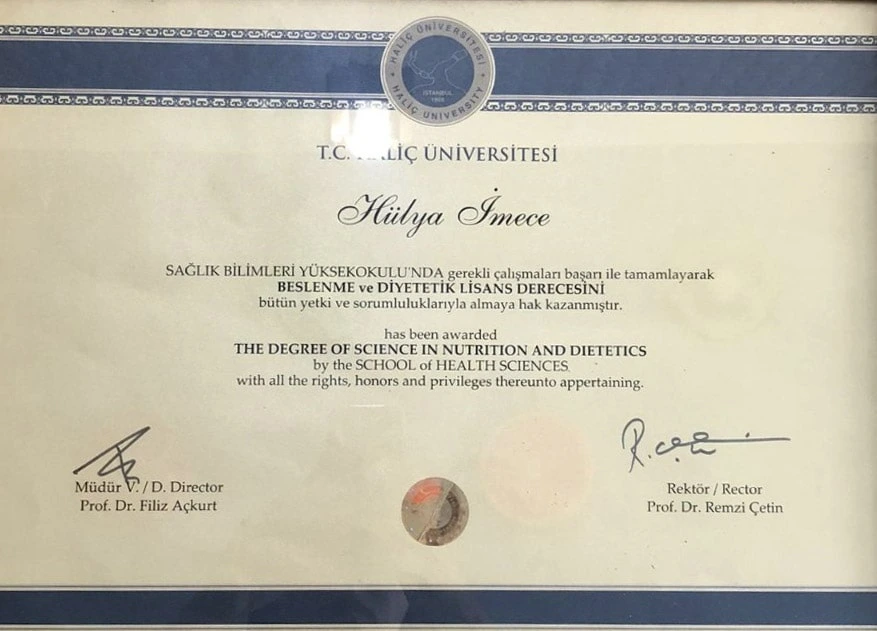 HALİÇ ÜNİVERSİTESİ
İSTANBUL
1998
HALİÇ UNIVERSITY
T.C. HALİÇ ÜNİVERSİTESİ
Hülya İmece
SAĞLIK BİLİMLERİ YÜKSEKOKULU'NDA gerekli çalışmaları başarı ile tamamlayarak
BESLENME ve DİYETETİK LİSANS DERECESİNİ
bütün yetki ve sorumluluklarıyla almaya hak kazanmıştır.
has been awarded
THE DEGREE OF SCIENCE IN NUTRITION AND DIETETICS
by the SCHOOL of HEALTH SCIENCES
with all the rights, honors and privileges thereunto appertaining.
Müdür V. / D. Director
Prof. Dr. Filiz Açkurt
Rektör / Rector
Prof. Dr. Remzi Çetin